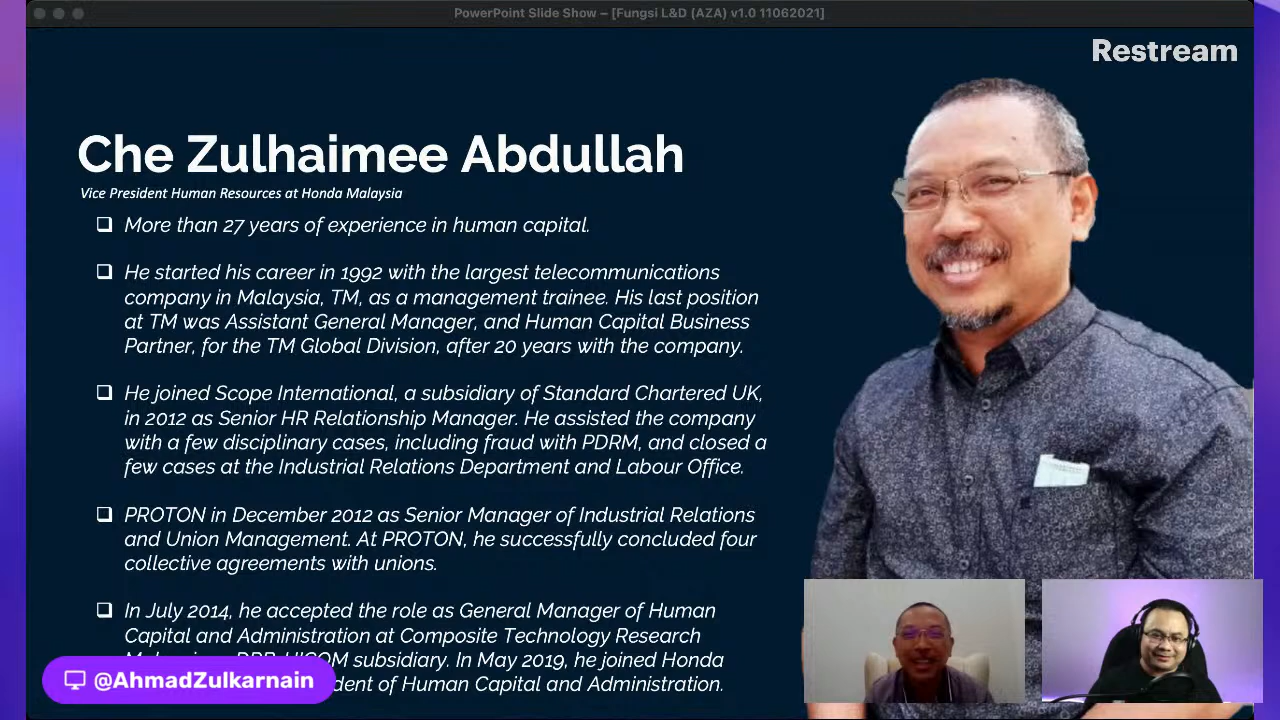 PowerPoint Slide Show – [Fungsi L&D (AZA) v1.0 11062021]
Restream
Che Zulhaimee Abdullah
Vice President Human Resources at Honda Malaysia
More than 27 years of experience in human capital.
He started his career in 1992 with the largest telecommunications
company in Malaysia, TM, as a management trainee. His last position
at TM was Assistant General Manager, and Human Capital Business
Partner, for the TM Global Division, after 20 years with the company.
He joined Scope International, a subsidiary of Standard Chartered UK,
in 2012 as Senior HR Relationship Manager. He assisted the company
with a few disciplinary cases, including fraud with PDRM, and closed a
few cases at the Industrial Relations Department and Labour Office.
PROTON in December 2012 as Senior Manager of Industrial Relations
and Union Management. At PROTON, he successfully concluded four
collective agreements with unions.
In July 2014, he accepted the role as General Manager of Human
Capital and Administration at Composite Technology Research
subsidiary. In May 2019, he joined Honda
of Human Capital and Administration.
@AhmadZulkarnain